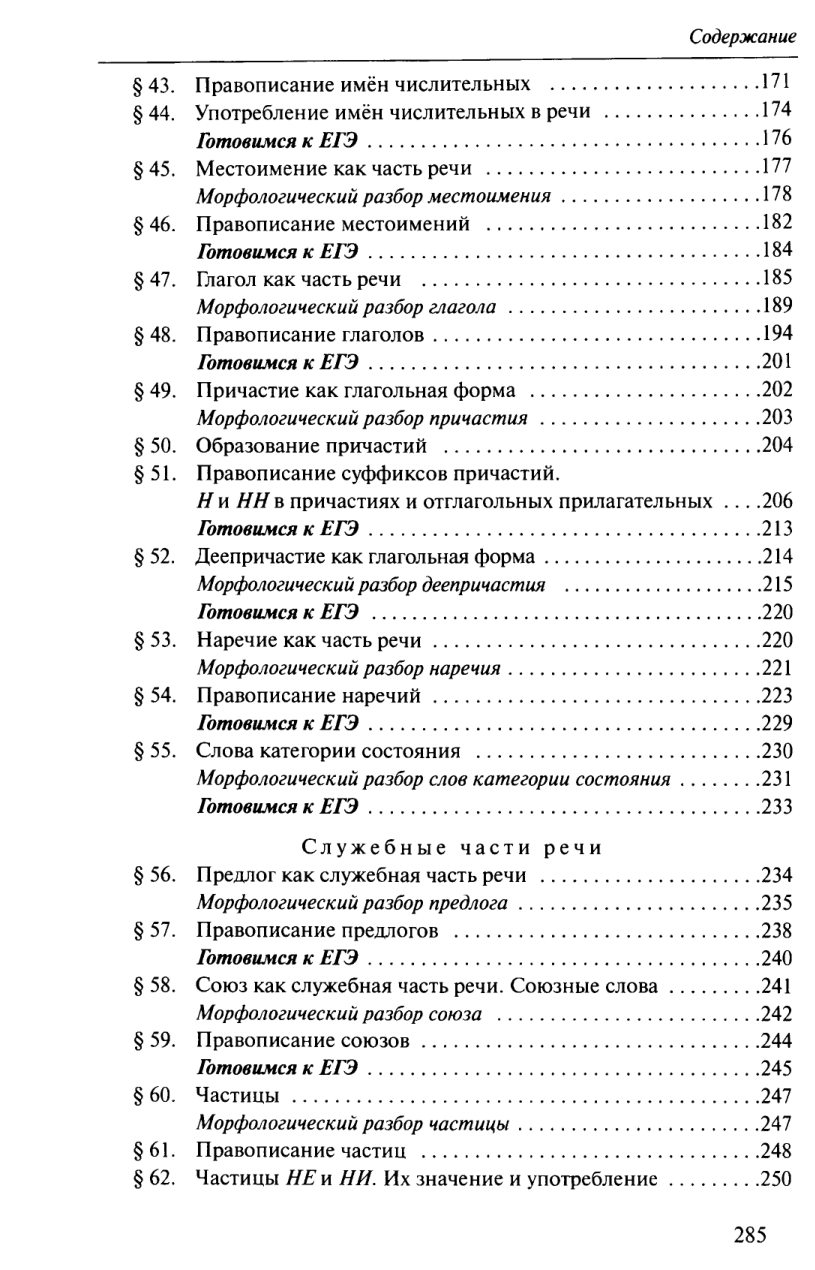 Содержание
§ 43. Правописание имён числительных ......................171
§ 44. Употребление имён числительных в речи ................174
Готовимся к ЕГЭ .......................................176
§ 45. Местоимение как часть речи ...........................177
Морфологический разбор местоимения ....................178
§ 46. Правописание местоимений ...........................182
Готовимся к ЕГЭ .......................................184
§ 47. Глагол как часть речи ..................................185
Морфологический разбор глагола .........................189
§ 48. Правописание глаголов .................................194
Готовимся к ЕГЭ .......................................201
§ 49. Причастие как глагольная форма .......................202
Морфологический разбор причастия ......................203
§ 50. Образование причастий ................................204
§ 51. Правописание суффиксов причастий.
Н и НН в причастиях и отглагольных прилагательных ....206
Готовимся к ЕГЭ .......................................213
§ 52. Деепричастие как глагольная форма ......................214
Морфологический разбор деепричастия ....................215
Готовимся к ЕГЭ .......................................220
§ 53. Наречие как часть речи .................................220
Морфологический разбор наречия .........................221
§ 54. Правописание наречий .................................223
Готовимся к ЕГЭ .......................................229
§ 55. Слова категории состояния ............................230
Морфологический разбор слов категории состояния ........231
Готовимся к ЕГЭ .......................................233
Служебные части речи
§ 56. Предлог как служебная часть речи ......................234
Морфологический разбор предлога ........................235
§ 57. Правописание предлогов ...............................238
Готовимся к ЕГЭ .......................................240
§ 58. Союз как служебная часть речи. Союзные слова .........241
Морфологический разбор союза ..........................242
§ 59. Правописание союзов ..................................244
Готовимся к ЕГЭ .......................................245
§ 60. Частицы ...............................................247
Морфологический разбор частицы ........................247
§ 61. Правописание частиц ..................................248
§ 62. Частицы НЕ и НИ. Их значение и употребление .........250
285